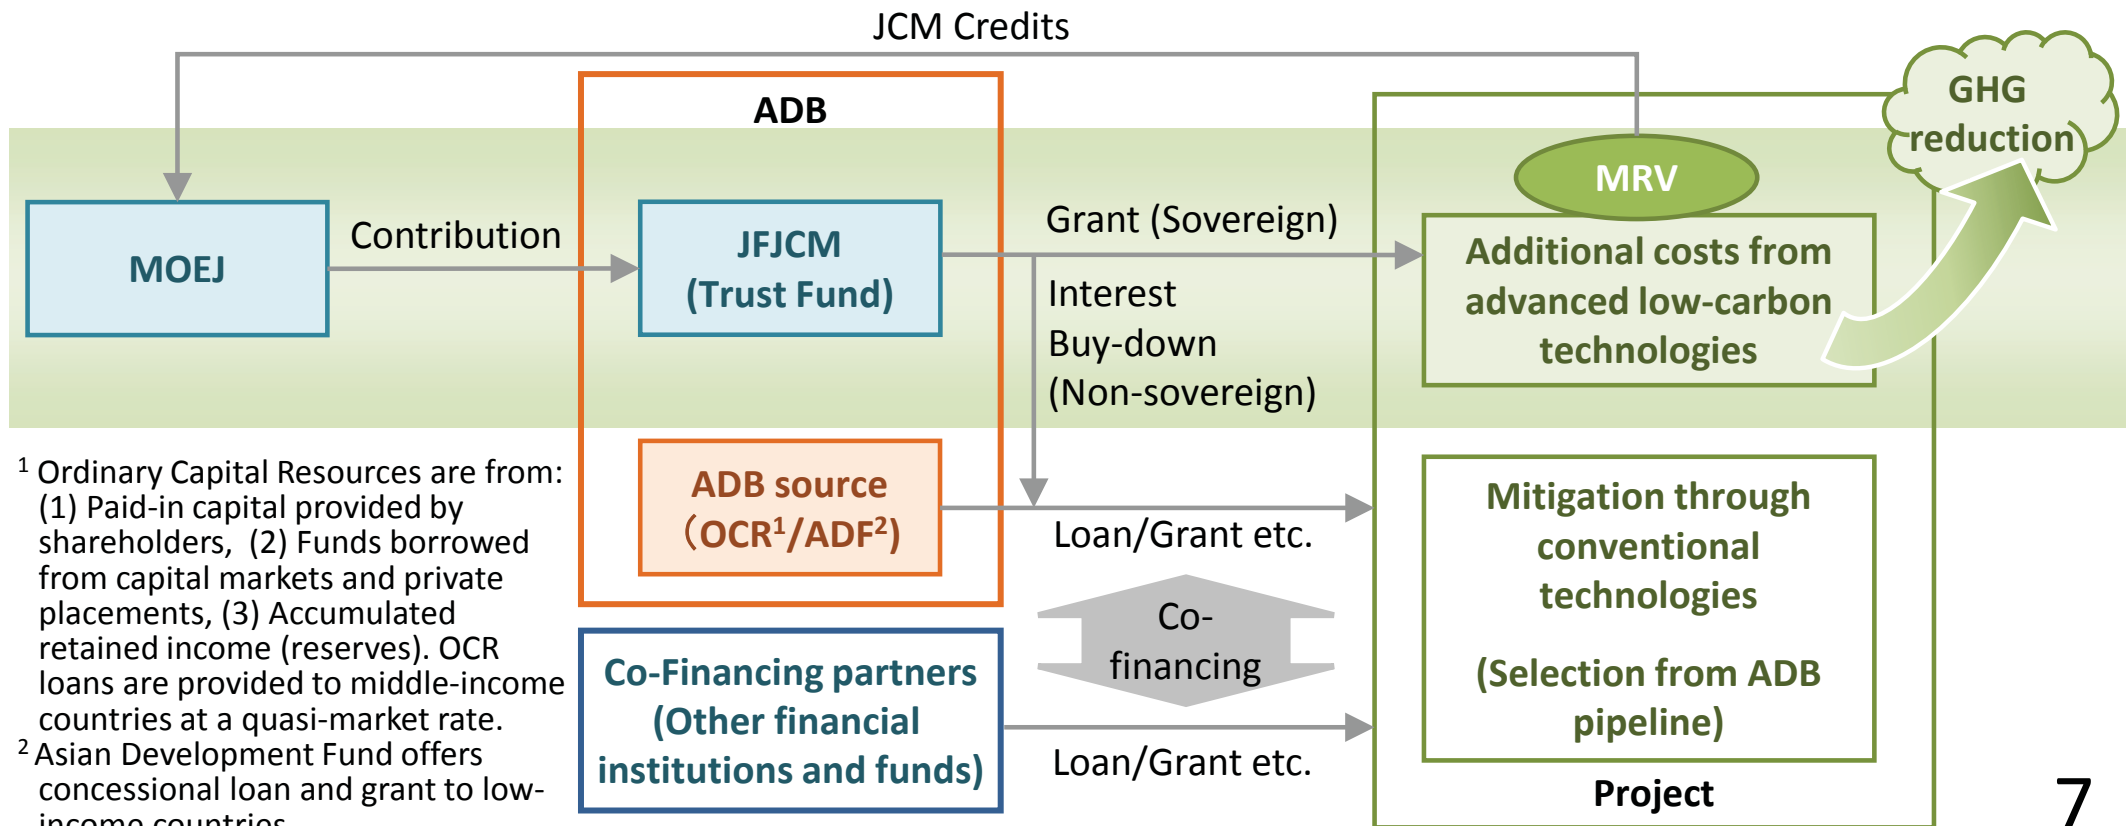 JCM Credits
ADB
GHG
reduction
MRV
MOEJ
Contribution
JFJCM
(Trust Fund)
Grant (Sovereign)
Interest
Buy-down
(Non-sovereign)
Additional costs from
advanced low-carbon
technologies
ADB source
（OCR¹/ADF²)
Loan/Grant etc.
Co-
financing
Mitigation through
conventional
technologies
(Selection from ADB
pipeline)
Co-Financing partners
(Other financial
institutions and funds)
Loan/Grant etc.
Project
¹ Ordinary Capital Resources are from:
(1) Paid-in capital provided by
shareholders, (2) Funds borrowed
from capital markets and private
placements, (3) Accumulated
retained income (reserves). OCR
loans are provided to middle-income
countries at a quasi-market rate.
² Asian Development Fund offers
concessional loan and grant to low-
income countries
7